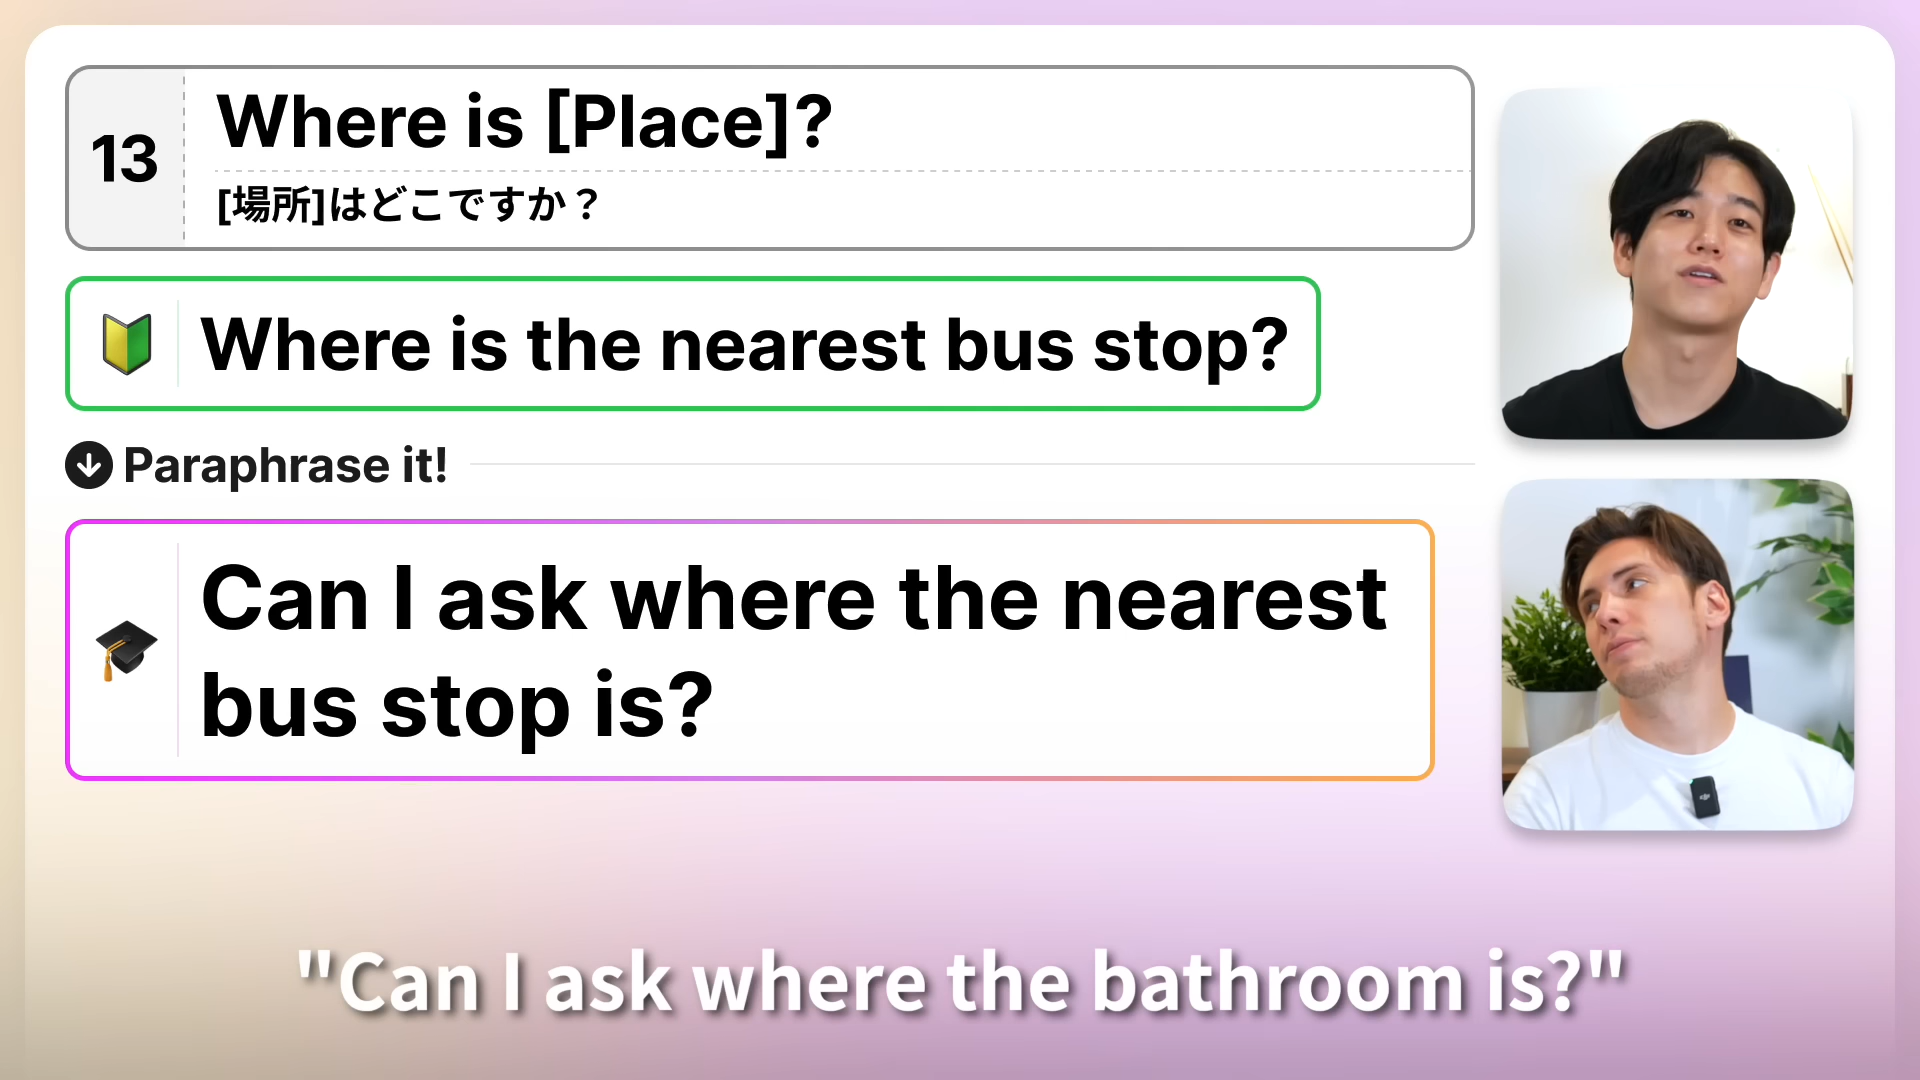 13
Where is [Place]?
[場所]はどこですか？
Where is the nearest bus stop?
Paraphrase it!
Can I ask where the nearest
bus stop is?
"Can I ask where the bathroom is?"